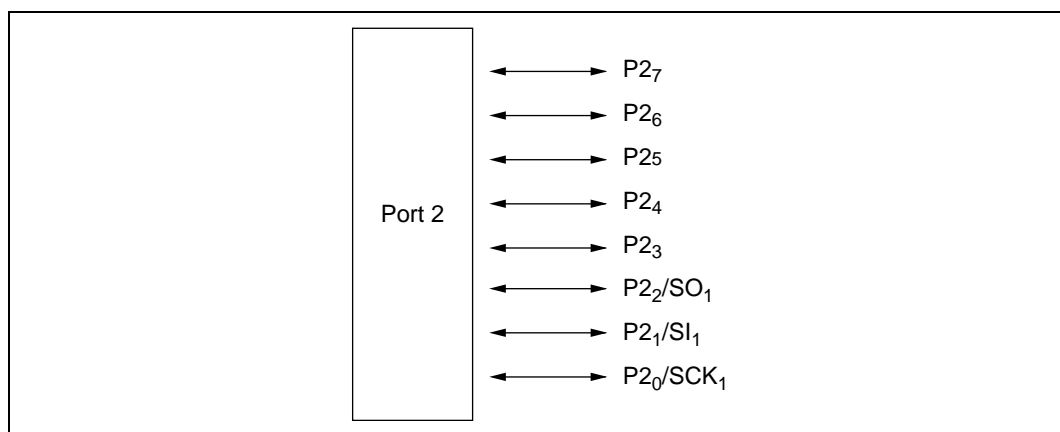 Port 2
P2₇
P2₆
P25
P2₄
P2₃
P2₂/SO₁
P2₁/SI₁
P2₀/SCK₁